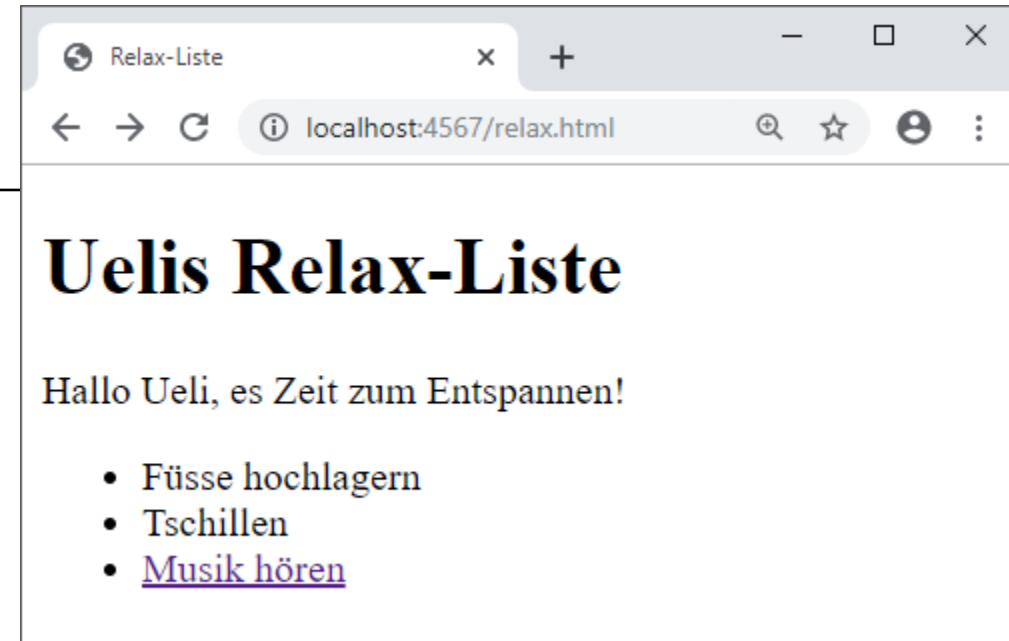 Relax-Liste
localhost:4567/relax.html
Uelis Relax-Liste
Hallo Ueli, es Zeit zum Entspannen!
• Füsse hochlagern
• Tschillen
• Musik hören